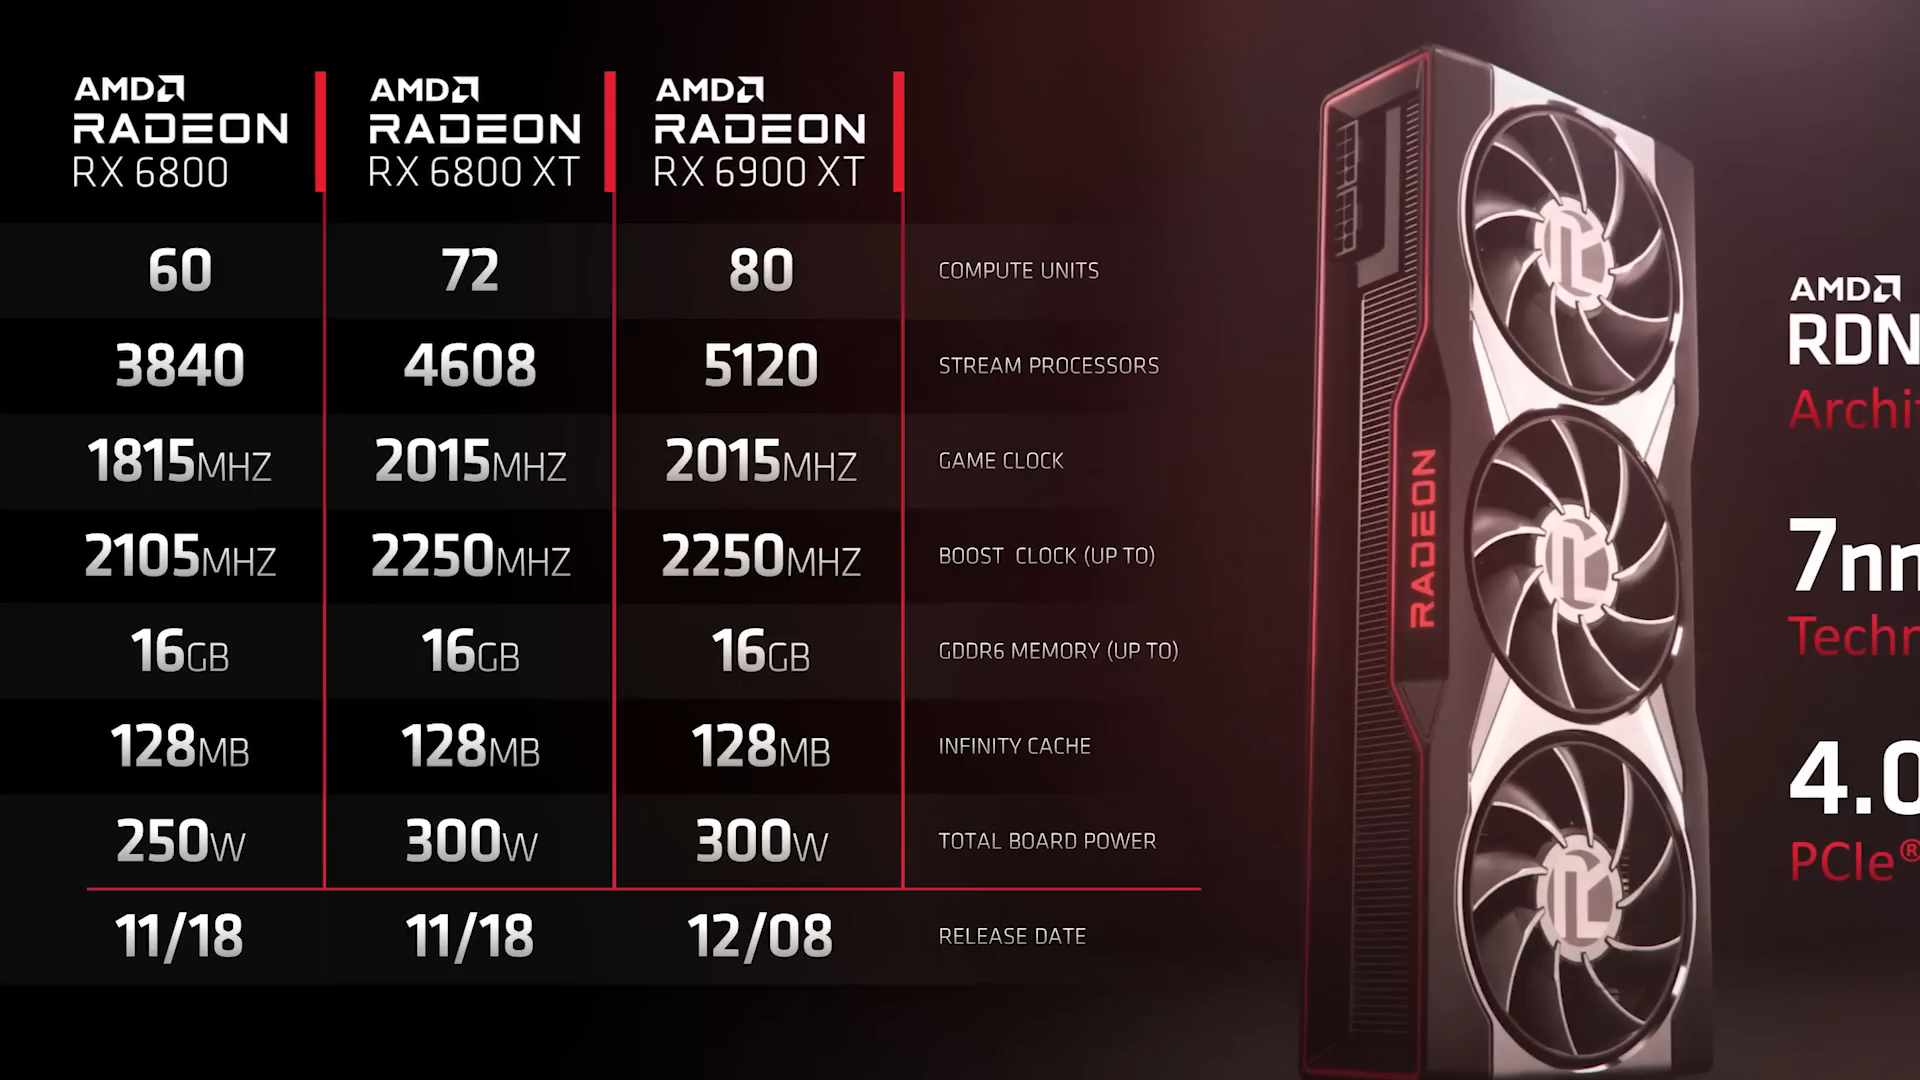 AMD
RADEON
RX 6800
AMD
RADEON
RX 6800 XT
AMD
RADEON
RX 6900 XT
60 72 80 COMPUTE UNITS
3840 4608 5120 STREAM PROCESSORS
1815MHZ 2015MHZ 2015MHZ GAME CLOCK
2105MHZ 2250MHZ 2250MHZ BOOST CLOCK (UP TO)
16GB 16GB 16GB GDDR6 MEMORY (UP TO)
128MB 128MB 128MB INFINITY CACHE
250W 300W 300W TOTAL BOARD POWER
11/18 11/18 12/08 RELEASE DATE
RADEON
AMD
4.0
PCIe®